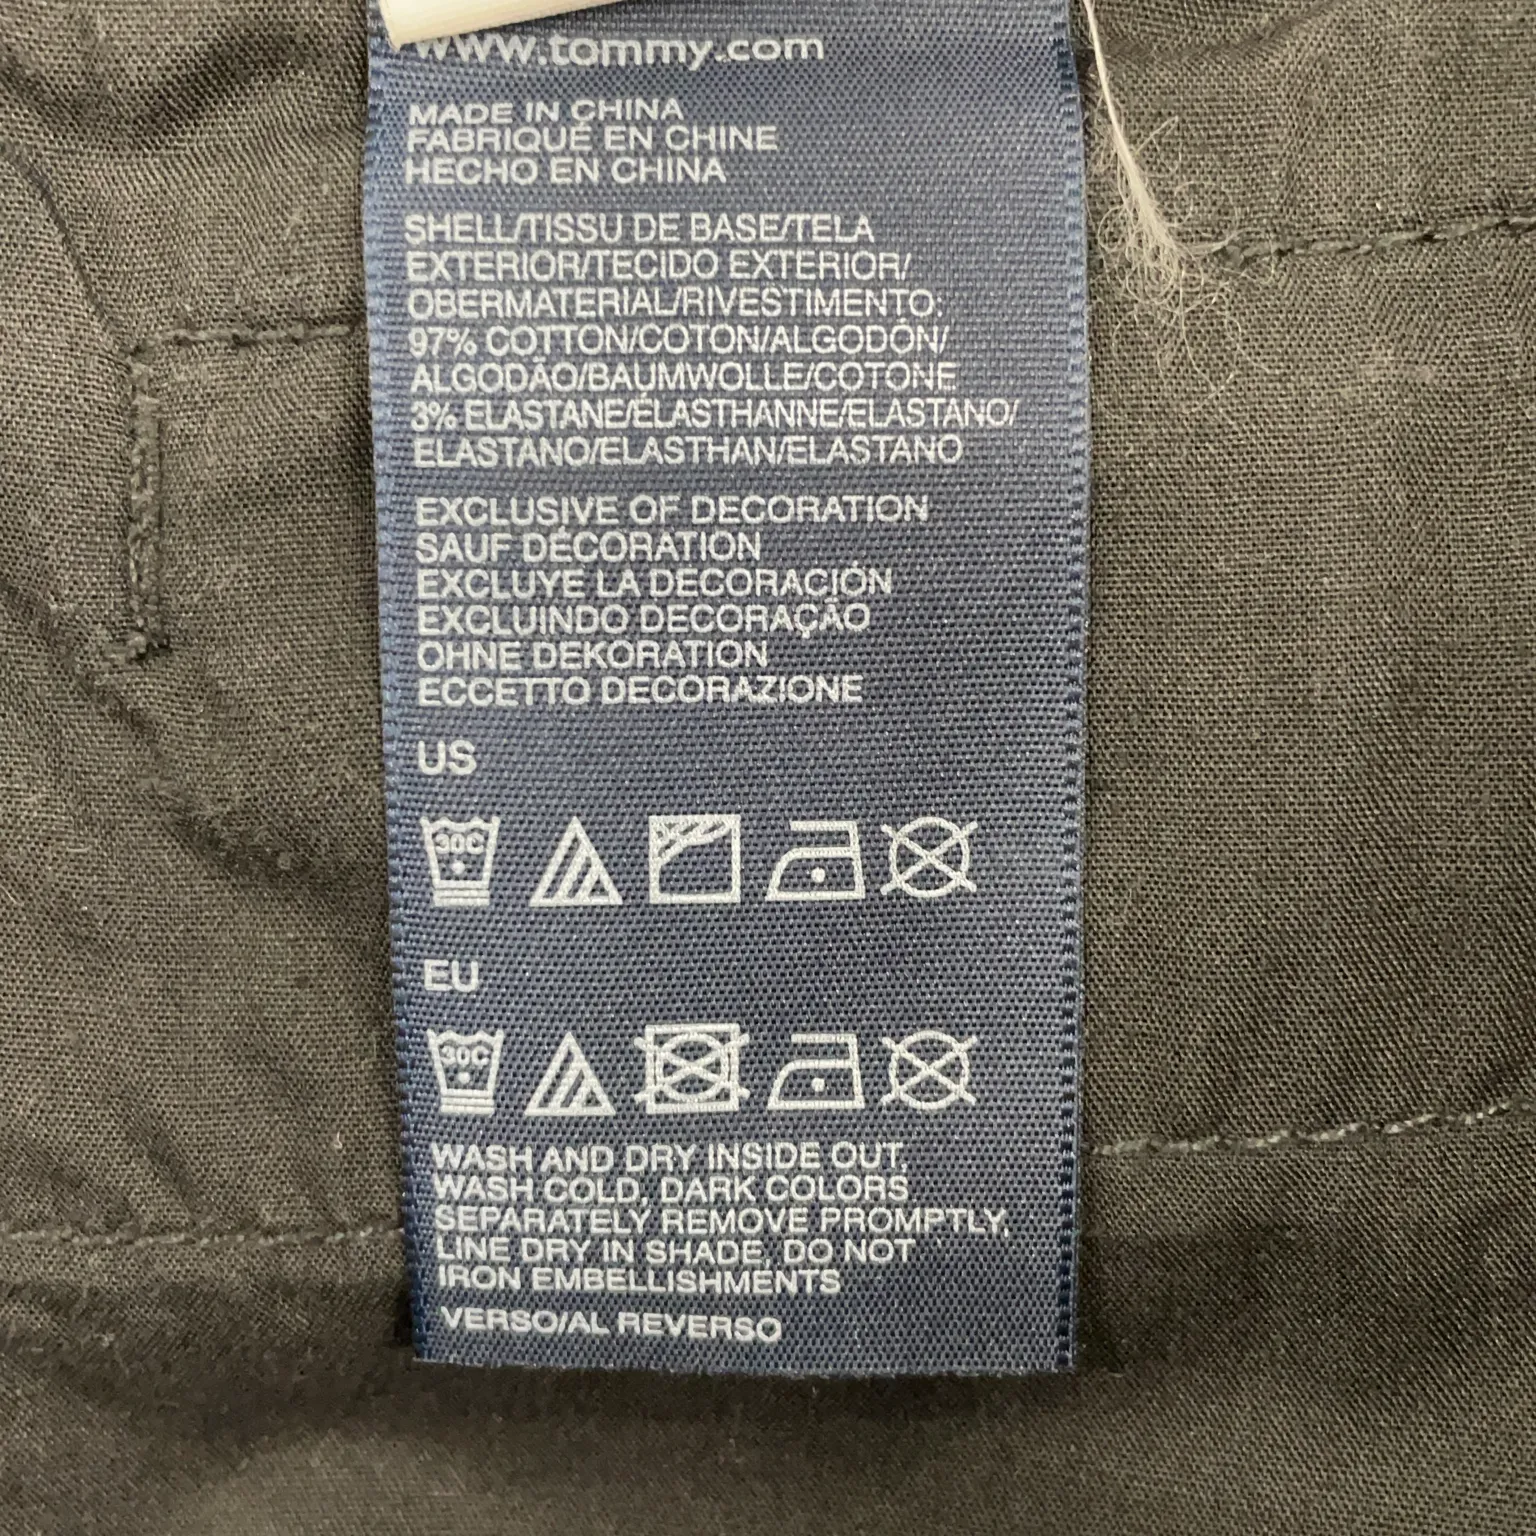 www.tommy.com
MADE IN CHINA
FABRIQUÉ EN CHINE
HECHO EN CHINA
SHELL/TISSU DE BASE/TELA
EXTERIOR/TECIDO EXTERIOR/
OBERMATERIAL/RIVESTIMENTO:
97% COTTON/COTON/ALGODÓN/
ALGODÃO/BAUMWOLLE/COTONE
3% ELASTANE/ÉLASTHANNE/ELASTANO/
ELASTANO/ELASTHAN/ELASTANO
EXCLUSIVE OF DECORATION
SAUF DÉCORATION
EXCLUYE LA DECORACIÓN
EXCLUINDO DECORAÇÃO
OHNE DEKORATION
ECCETTO DECORAZIONE
US
30C
EU
30C
WASH AND DRY INSIDE OUT,
WASH COLD, DARK COLORS
SEPARATELY REMOVE PROMPTLY,
LINE DRY IN SHADE, DO NOT
IRON EMBELLISHMENTS
VERSO/AL REVERSO